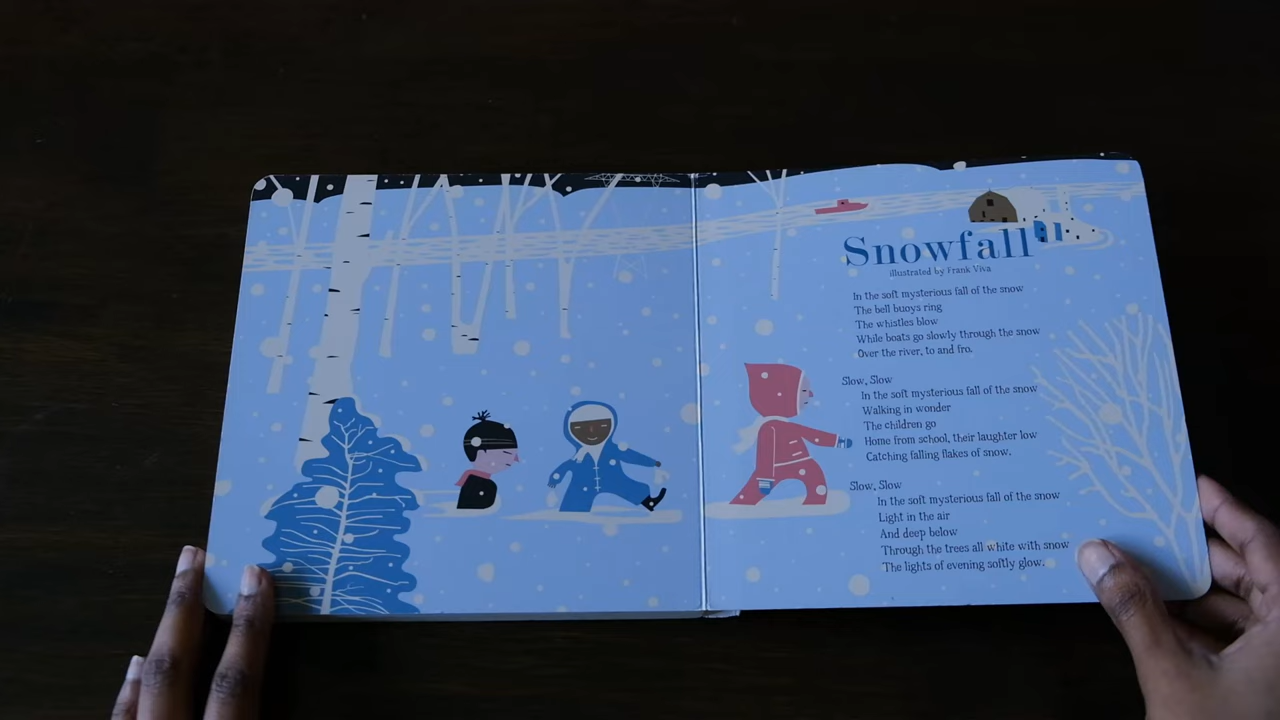 Snowfall
illustrated by Frank Viva
In the soft mysterious fall of the snow
The bell buoys ring
The whistles blow
While boats go slowly through the snow
Over the river, to and fro.
Slow, Slow
In the soft mysterious fall of the snow
Walking in wonder
The children go
Home from school, their laughter low
Catching falling flakes of snow.
Slow, Slow
In the soft mysterious fall of the snow
Light in the air
And deep below
Through the trees all white with snow
The lights of evening softly glow.